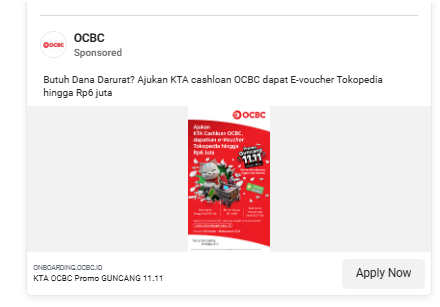 OCBC
OCBC
Sponsored
Butuh Dana Darurat? Ajukan KTA cashloan OCBC dapat E-voucher Tokopedia
hingga Rp6 juta
OCBC
Ajukan
KTA Cashloan OCBC,
dapatkan e-Voucher
Tokopedia hingga
Rp6 Juta
GUNCANG
11.11
ONBOARDING.OCBC.ID
KTA OCBC Promo GUNCANG 11.11
Apply Now